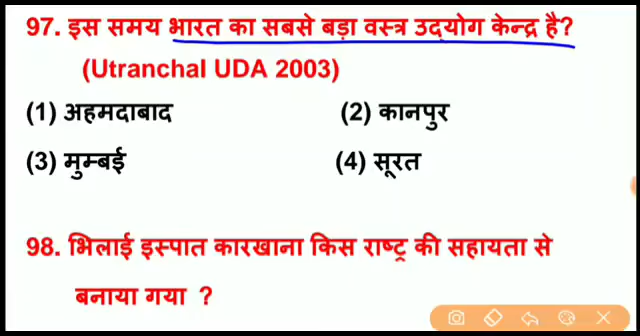 97. इस समय भारत का सबसे बड़ा वस्त्र उद्योग केन्द्र है?
(Utranchal UDA 2003)
(1) अहमदाबाद (2) कानपुर
(3) मुम्बई (4) सूरत
98. भिलाई इस्पात कारखाना किस राष्ट्र की सहायता से
बनाया गया ?